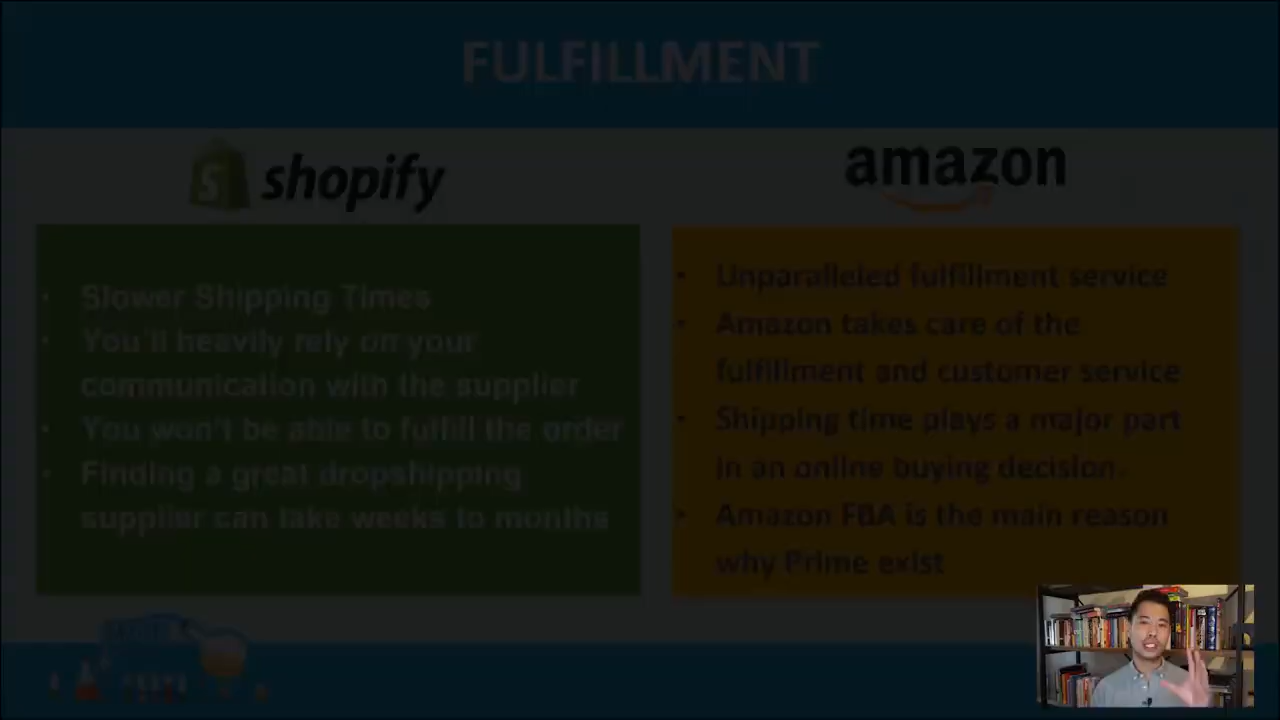 FULFILLMENT
shopify
amazon
• Slower Shipping Times
• You'll heavily rely on your
communication with the supplier
• You won't be able to fulfill the order
• Finding a great dropshipping
supplier can take weeks to months
• Unparalleled fulfillment service
• Amazon takes care of the
fulfillment and customer service
• Shipping time plays a major part
in an online buying decision.
• Amazon FBA is the main reason
why Prime exist